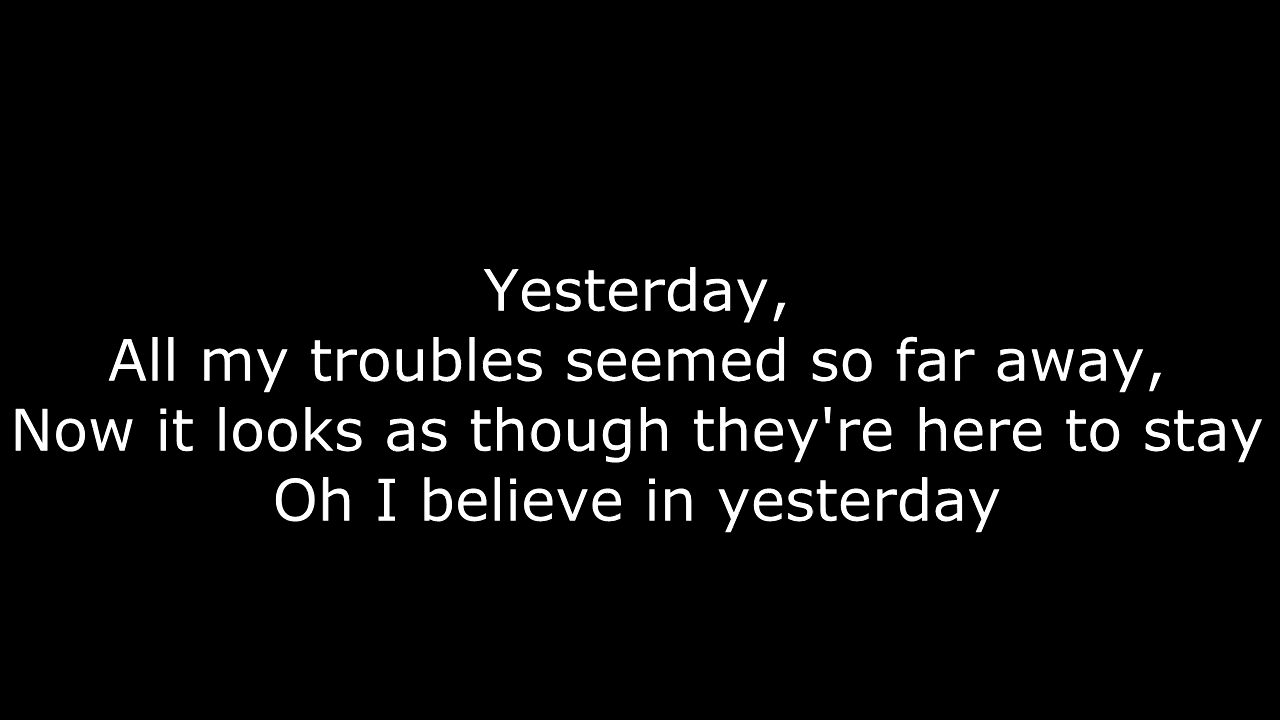 Yesterday,
All my troubles seemed so far away,
Now it looks as though they're here to stay
Oh I believe in yesterday